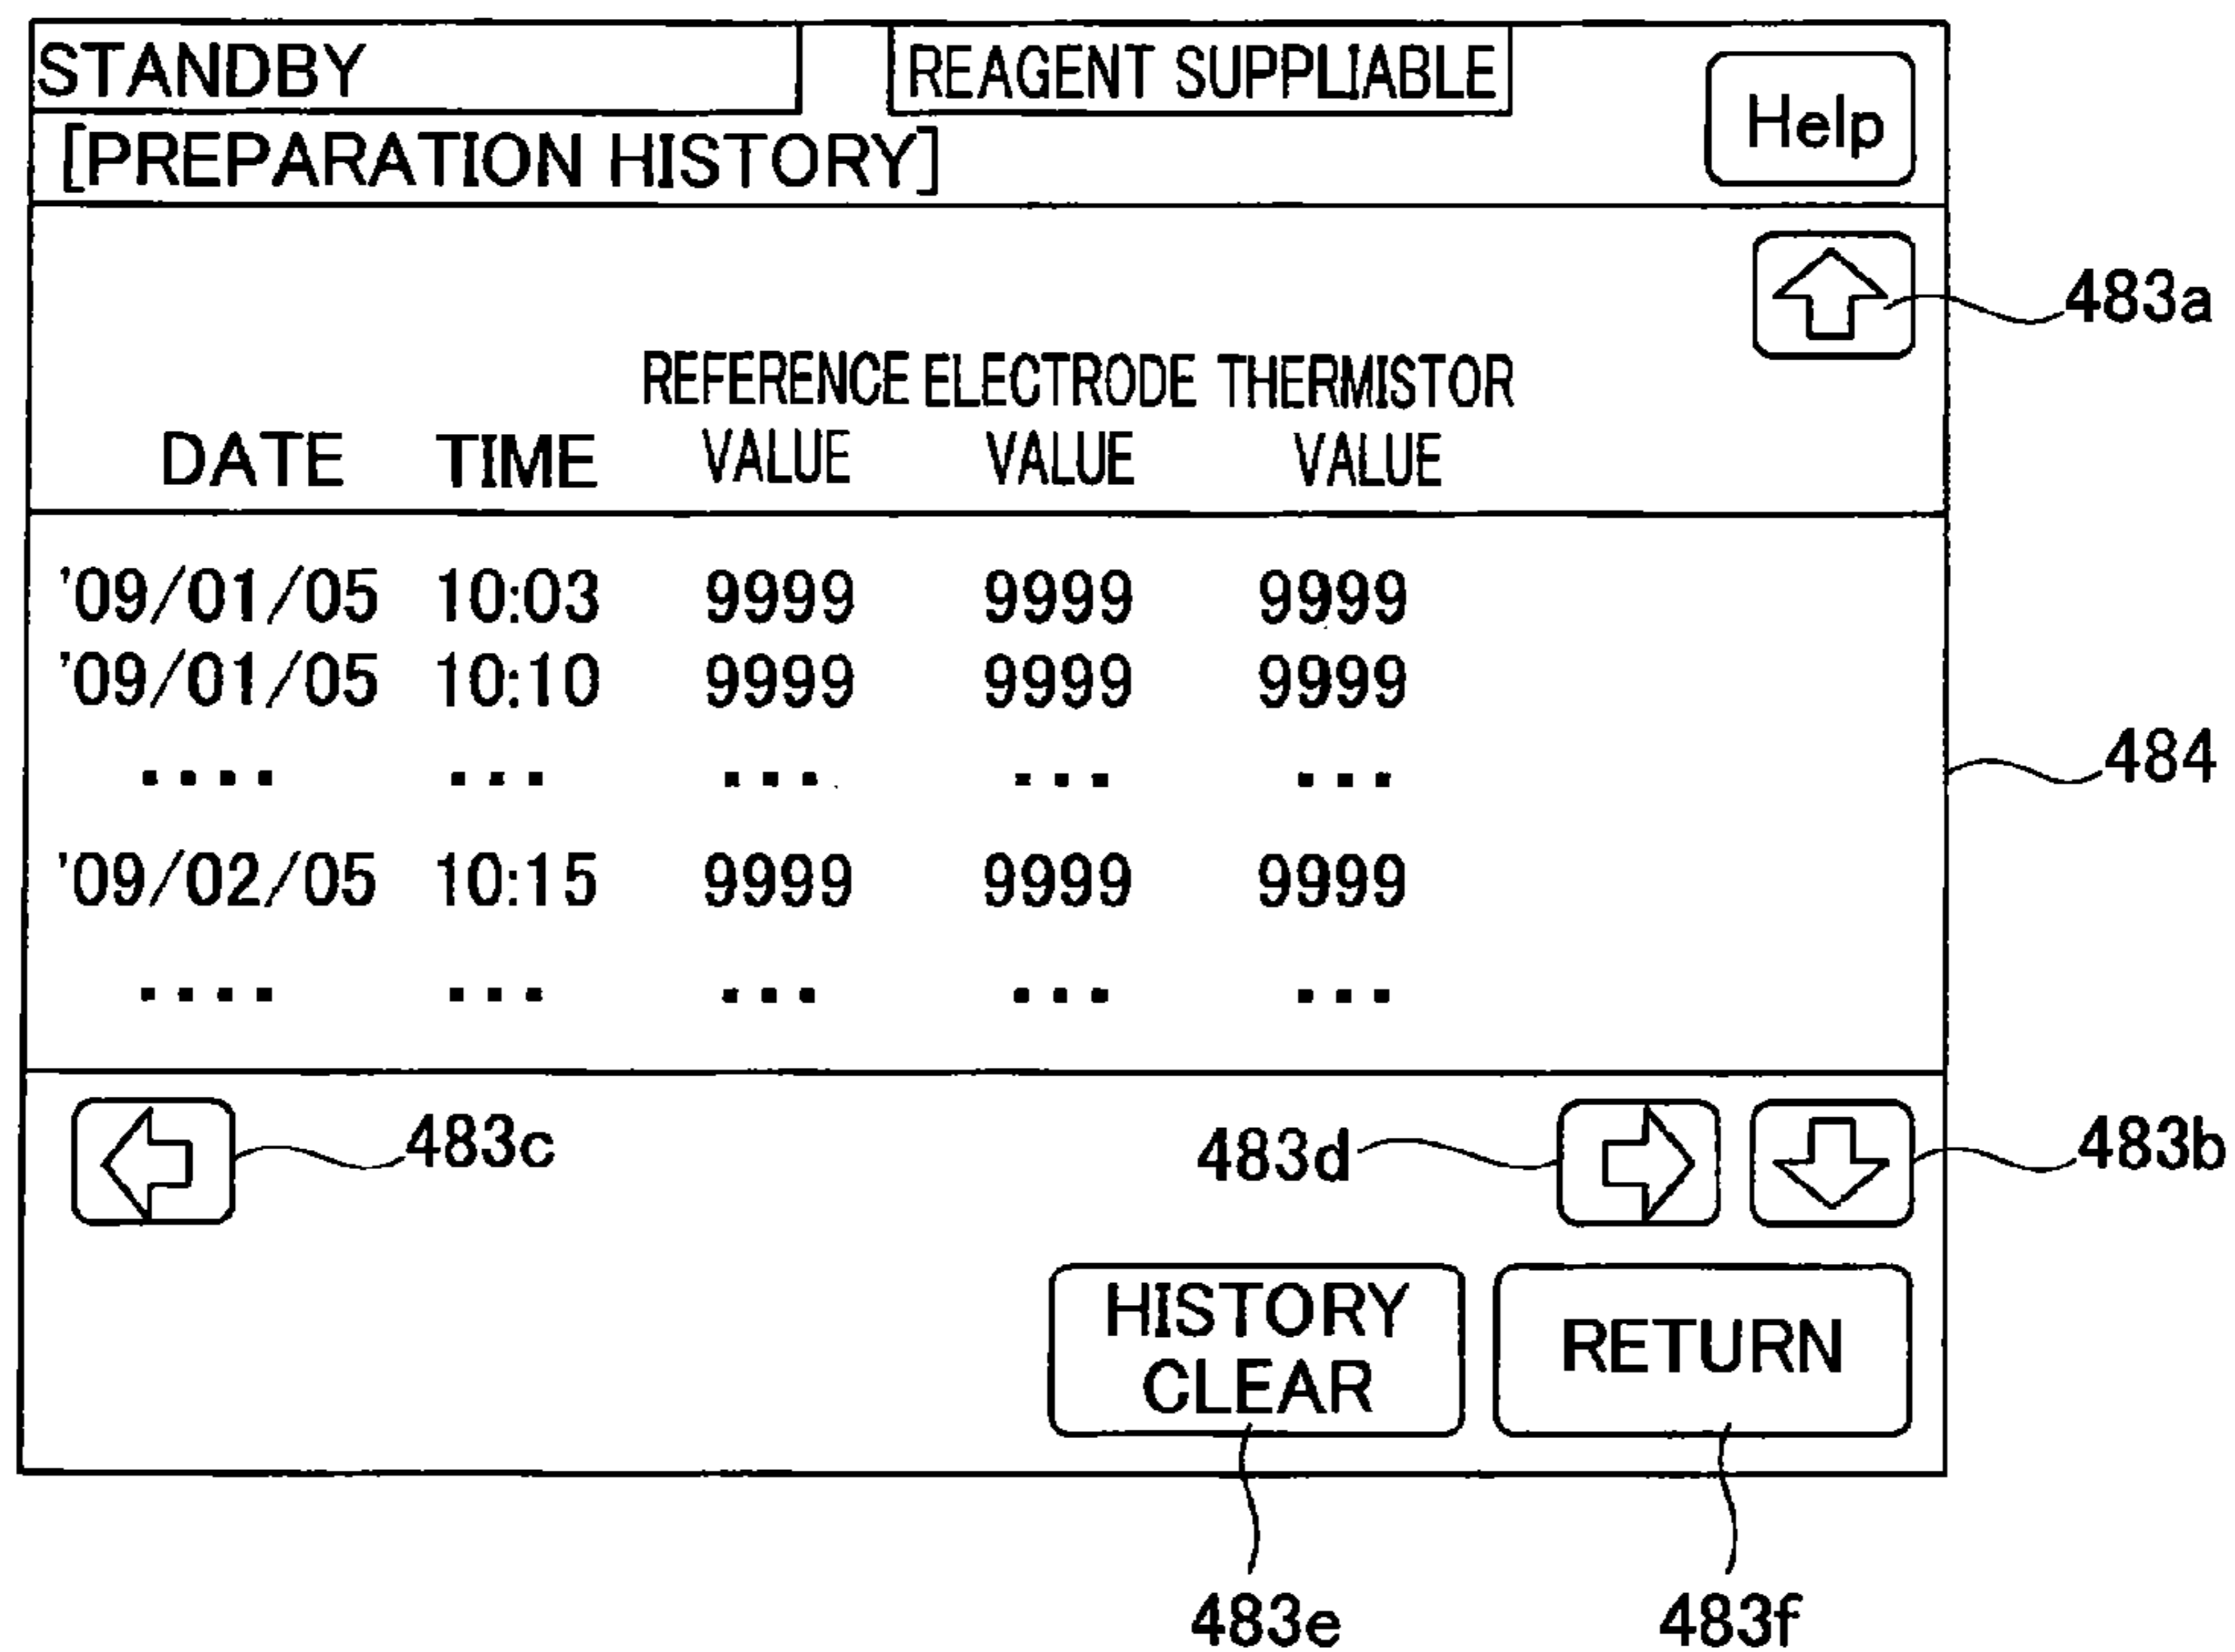 STANDBY
REAGENT SUPPLIABLE
Help
[PREPARATION HISTORY]
483a
REFERENCE ELECTRODE THERMISTOR
DATE TIME VALUE VALUE VALUE
'09/01/05 10:03 9999 9999 9999
'09/01/05 10:10 9999 9999 9999
.... ... ... ... ...
484
'09/02/05 10:15 9999 9999 9999
.... ... ... ... ...
483c
483d
483b
HISTORY
CLEAR
RETURN
483e
483f